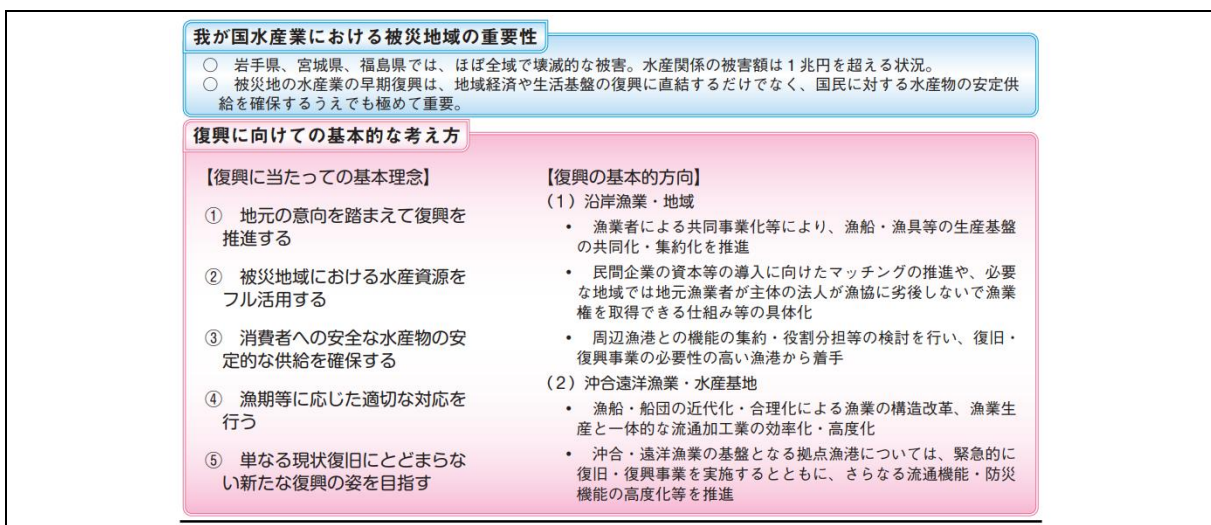 我が国水産業における被災地域の重要性
○ 岩手県、宮城県、福島県では、ほぼ全域で壊滅的な被害。水産関係の被害額は1兆円を超える状況。
○ 被災地の水産業の早期復興は、地域経済や生活基盤の復興に直結するだけでなく、国民に対する水産物の安定供
給を確保するうえでも極めて重要。
復興に向けての基本的な考え方
【復興に当たっての基本理念】
① 地元の意向を踏まえて復興を
推進する
② 被災地域における水産資源を
フル活用する
③ 消費者への安全な水産物の安
定的な供給を確保する
④ 漁期等に応じた適切な対応を
行う
⑤ 単なる現状復旧にとどまらな
い新たな復興の姿を目指す
【復興の基本的方向】
(1)沿岸漁業・地域
• 漁業者による共同事業化等により、漁船・漁具等の生産基盤
の共同化・集約化を推進
• 民間企業の資本等の導入に向けたマッチングの推進や、必要
な地域では地元漁業者が主体の法人が漁協に劣後しないで漁業
権を取得できる仕組み等の具体化
• 周辺漁港との機能の集約・役割分担等の検討を行い、復旧・
復興事業の必要性の高い漁港から着手
(2)沖合遠洋漁業・水産基地
• 漁船・船団の近代化・合理化による漁業の構造改革、漁業生
産と一体的な流通加工業の効率化・高度化
• 沖合・遠洋漁業の基盤となる拠点漁港については、緊急的に
復旧・復興事業を実施するとともに、さらなる流通機能・防災
機能の高度化等を推進